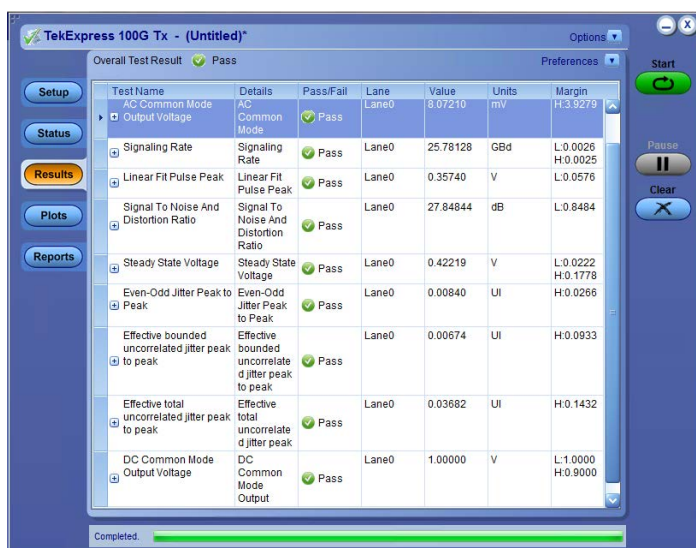 TekExpress 100G Tx - (Untitled)*
Options
Overall Test Result Pass
Preferences
Setup
Status
Results
Plots
Reports
Test Name Details Pass/Fail Lane Value Units Margin
AC Common Mode Output Voltage AC Common Mode Pass Lane0 8.07210 mV H:3.9279
Signaling Rate Signaling Rate Pass Lane0 25.78128 GBd L:0.0026 H:0.0025
Linear Fit Pulse Peak Linear Fit Pulse Peak Pass Lane0 0.35740 V L:0.0576
Signal To Noise And Distortion Ratio Signal To Noise And Distortion Ratio Pass Lane0 27.84844 dB L:0.8484
Steady State Voltage Steady State Voltage Pass Lane0 0.42219 V L:0.0222 H:0.1778
Even-Odd Jitter Peak to Peak Even-Odd Jitter Peak to Peak Pass Lane0 0.00840 UI H:0.0266
Effective bounded uncorrelated jitter peak to peak Effective bounded uncorrelate d jitter peak to peak Pass Lane0 0.00674 UI H:0.0933
Effective total uncorrelated jitter peak to peak Effective total uncorrelate d jitter peak Pass Lane0 0.03682 UI H:0.1432
DC Common Mode Output Voltage DC Common Mode Output Pass Lane0 1.00000 V L:1.0000 H:0.9000
Start
Pause
Clear
Completed.